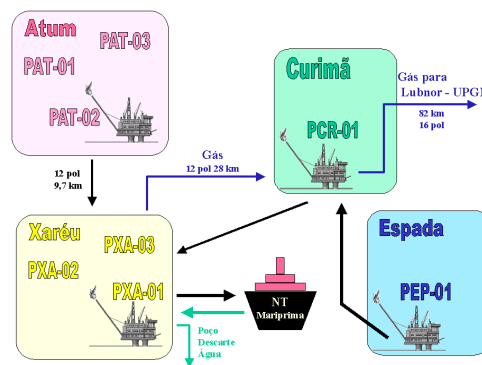 Atum
PAT-03
PAT-01
PAT-02
Curimã
PCR-01
Gás para
Lubnor - UPGN
82 km
16 pol
Gás
12 pol 28 km
12 pol
9,7 km
Xaréu
PXA-03
PXA-02
PXA-01
NT
Mariprima
Poço
Descarte
Água
Espada
PEP-01